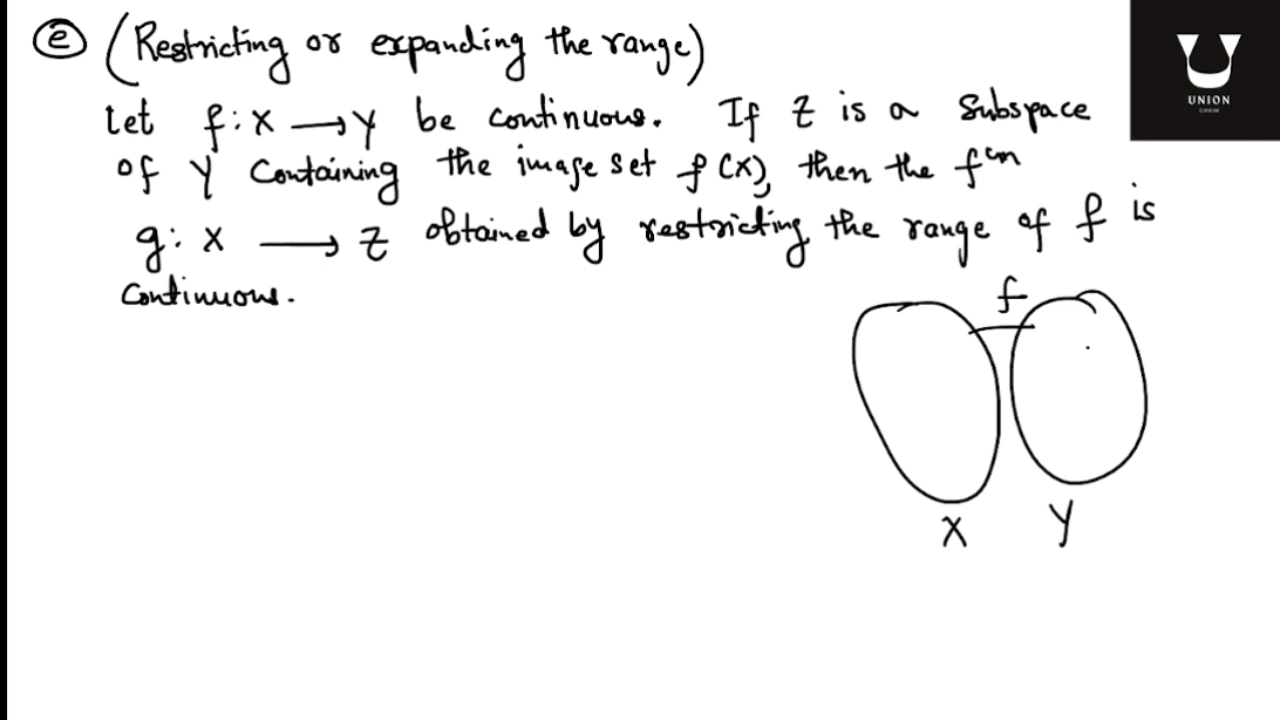 ⓔ (Restricting or expanding the range)
Let f: X → Y be continuous. If Z is a subspace
of Y containing the image set f(X), then the fcn
g: X → Z obtained by restricting the range of f is
continuous.
f
X Y
UNION